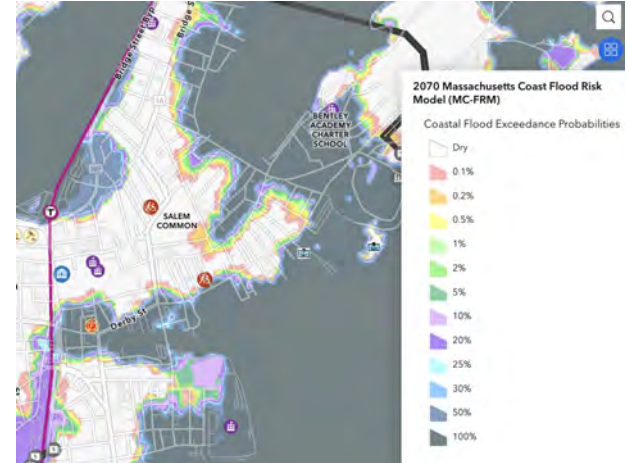 Bridge Street Byp
Bridge S
1A
BENTLEY
ACADEMY
CHARTER
SCHOOL
SALEM
COMMON
Derby St
2070 Massachusetts Coast Flood Risk
Model (MC-FRM)
Coastal Flood Exceedance Probabilities
Dry
0.1%
0.2%
0.5%
1%
2%
5%
10%
20%
25%
30%
50%
100%